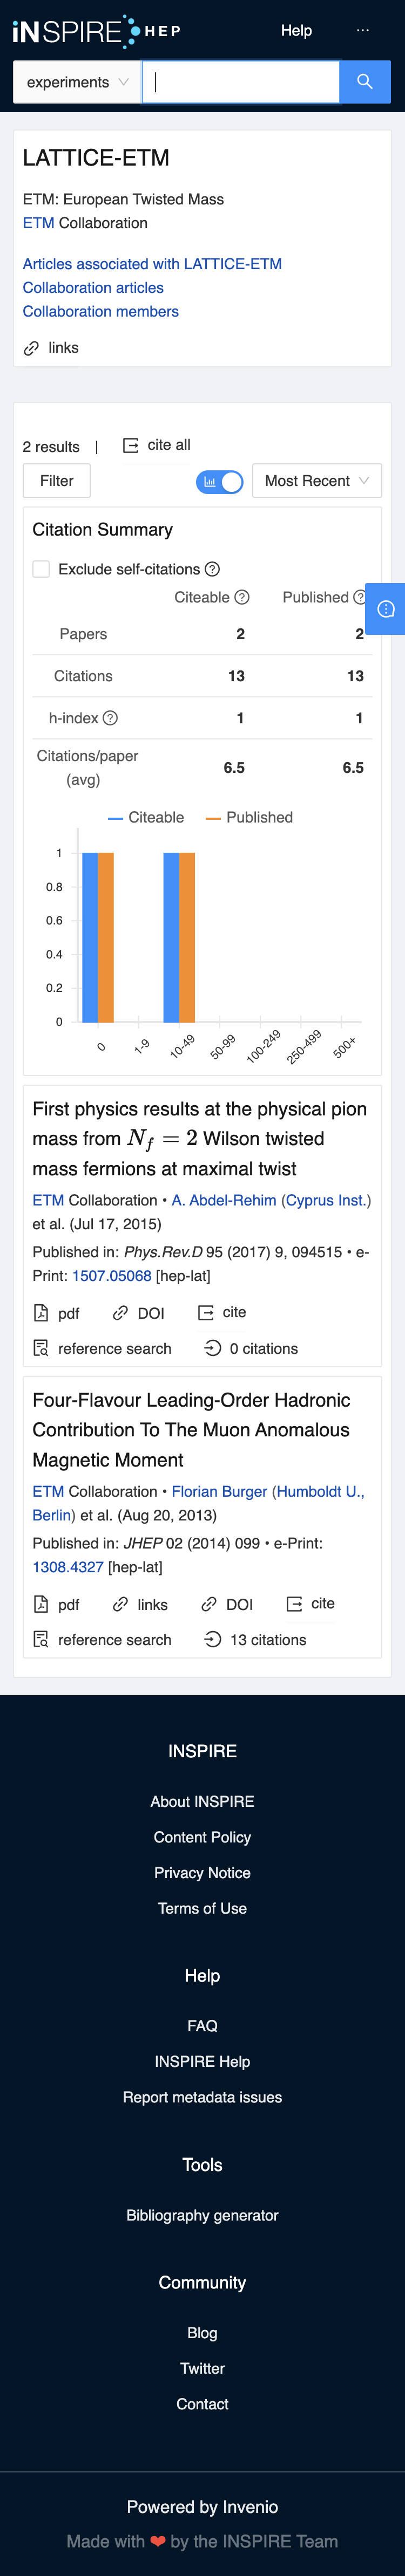 iNSPIRE HEP
Help
...
experiments
LATTICE-ETM
ETM: European Twisted Mass
ETM Collaboration
Articles associated with LATTICE-ETM
Collaboration articles
Collaboration members
links
2 results | cite all
Filter
Most Recent
Citation Summary
Exclude self-citations
Citeable Published
Papers 2 2
Citations 13 13
h-index 1 1
Citations/paper
(avg)
6.5 6.5
Citeable Published
1
0.8
0.6
0.4
0.2
0
0 1-9 10-49 50-99 100-249 250-499 500+
First physics results at the physical pion
mass from N_f = 2 Wilson twisted
mass fermions at maximal twist
ETM Collaboration • A. Abdel-Rehim (Cyprus Inst.)
et al. (Jul 17, 2015)
Published in: Phys.Rev.D 95 (2017) 9, 094515 • e-
Print: 1507.05068 [hep-lat]
pdf DOI cite
reference search 0 citations
Four-Flavour Leading-Order Hadronic
Contribution To The Muon Anomalous
Magnetic Moment
ETM Collaboration • Florian Burger (Humboldt U.,
Berlin) et al. (Aug 20, 2013)
Published in: JHEP 02 (2014) 099 • e-Print:
1308.4327 [hep-lat]
pdf links DOI cite
reference search 13 citations
INSPIRE
About INSPIRE
Content Policy
Privacy Notice
Terms of Use
Help
FAQ
INSPIRE Help
Report metadata issues
Tools
Bibliography generator
Community
Blog
Twitter
Contact
Powered by Invenio
Made with ❤ by the INSPIRE Team